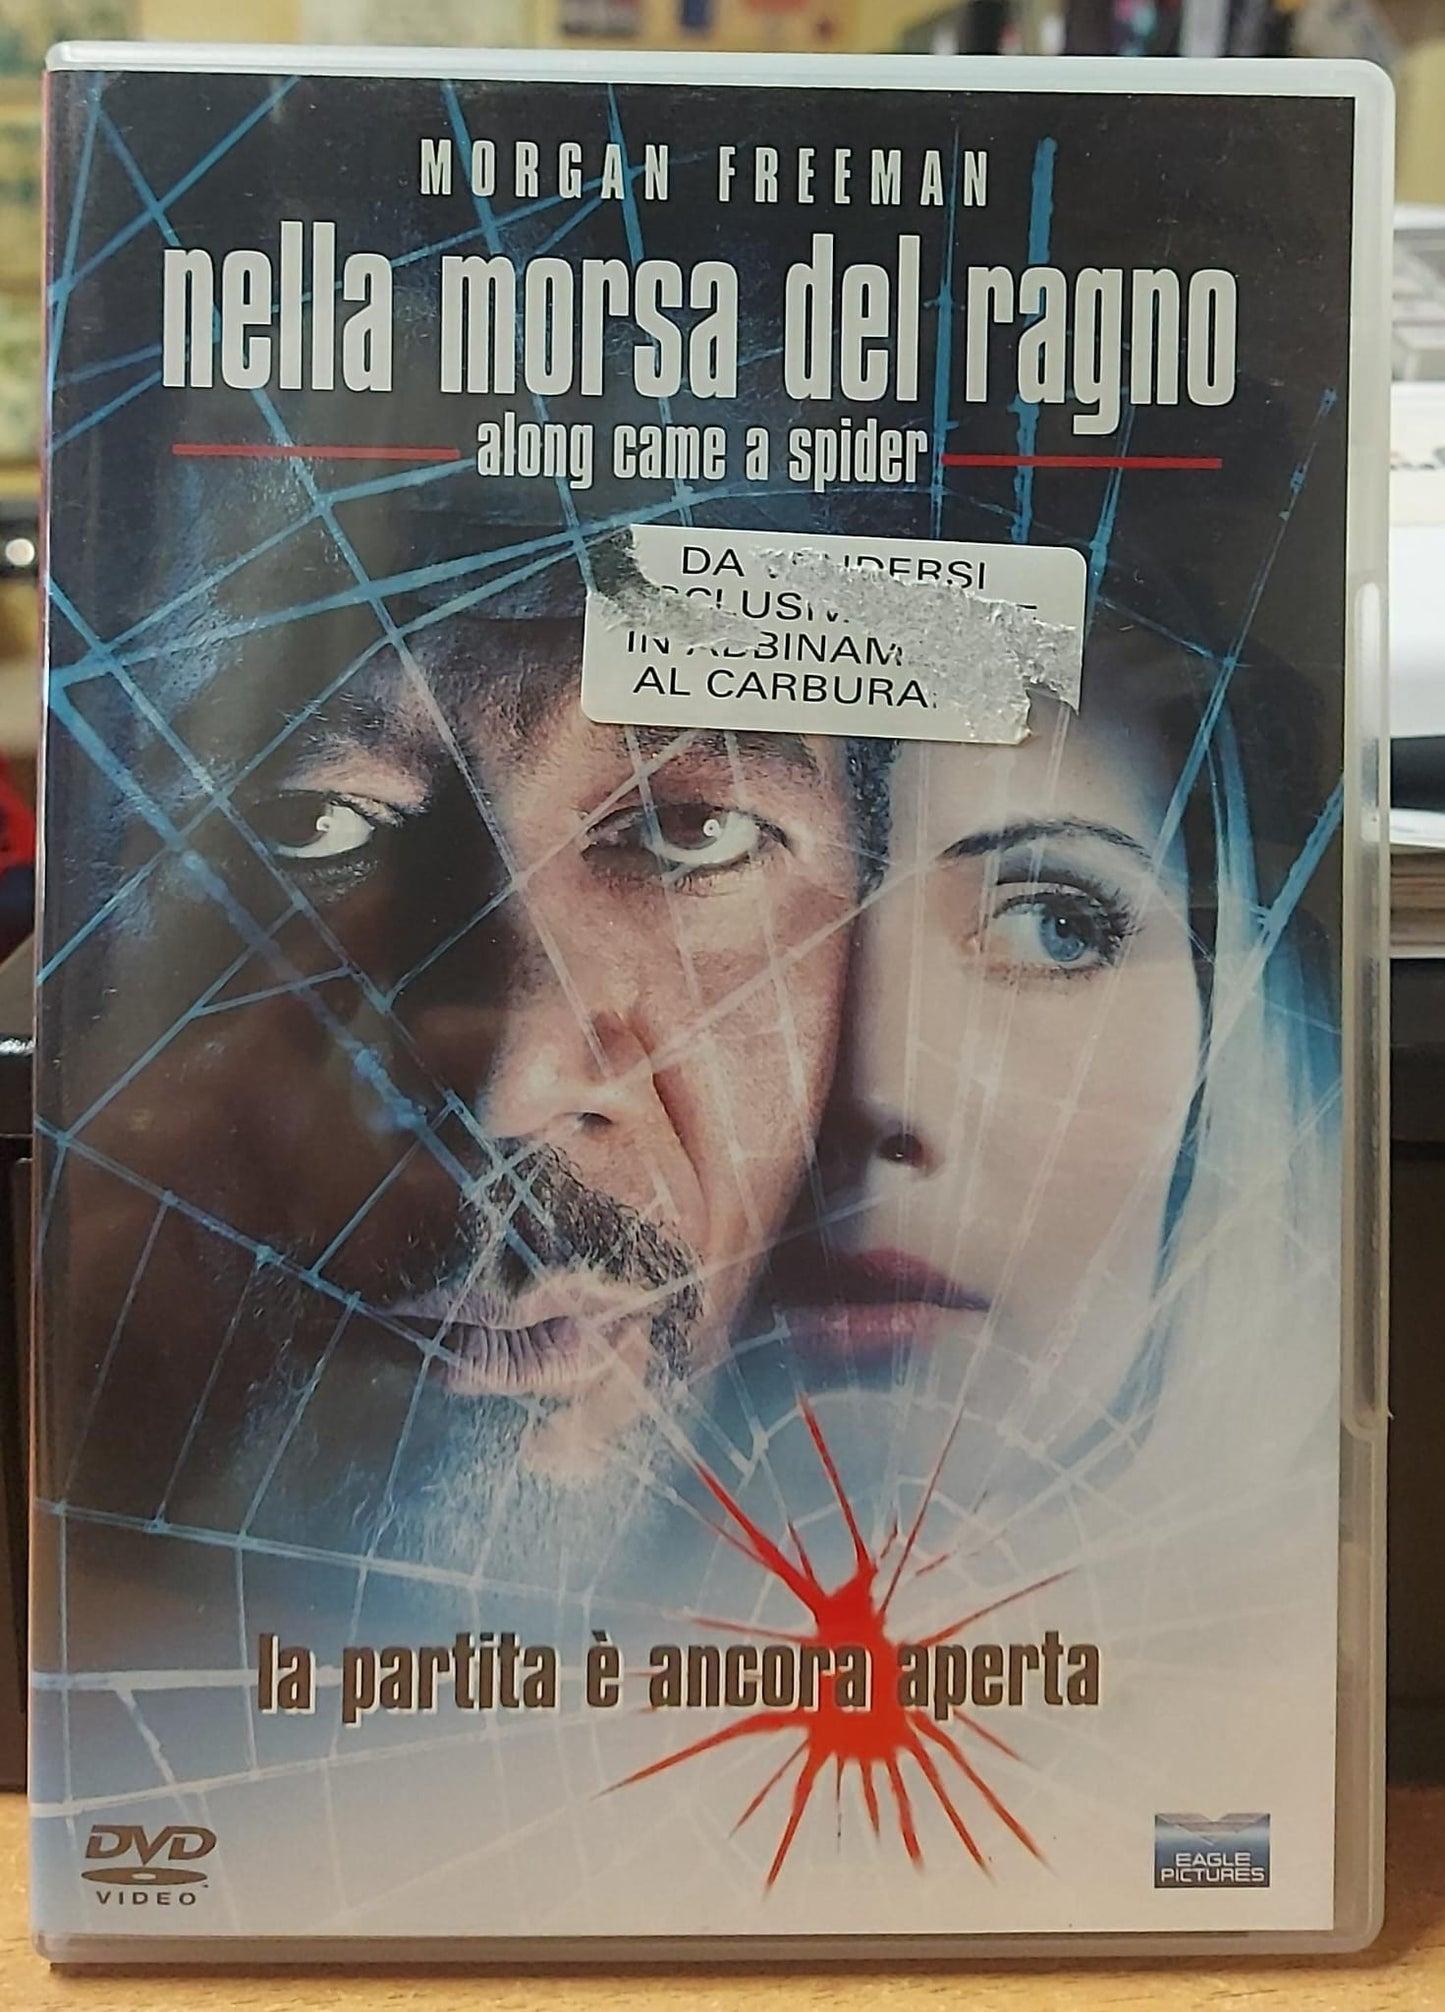 MORGAN FREEMAN
nella morsa del ragno
along came a spider
DA
IN
AL
la partita è ancora aperta
DVD
VIDEO
EAGLE
PICTURES